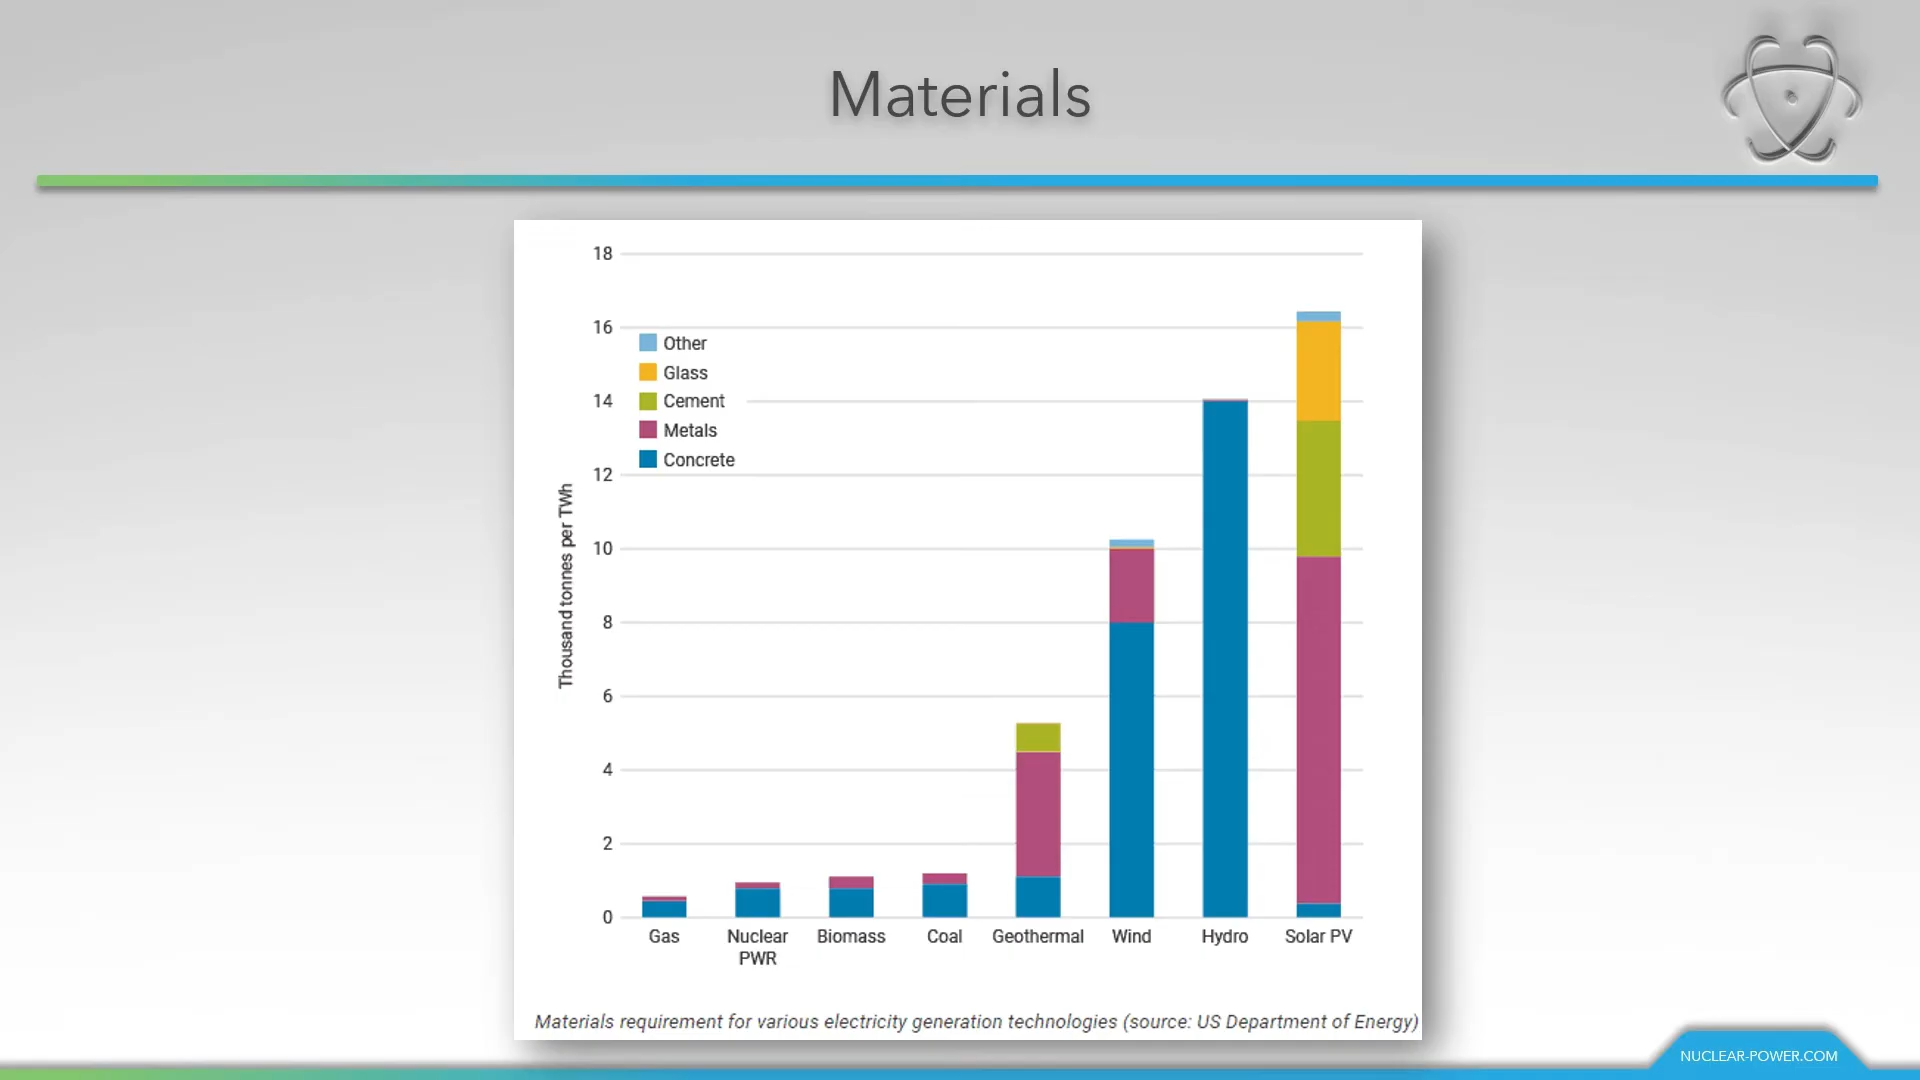 Materials
18
16
14
12
10
8
6
4
2
0
Thousand tonnes per TWh
Other
Glass
Cement
Metals
Concrete
Gas
Nuclear PWR
Biomass
Coal
Geothermal
Wind
Hydro
Solar PV
Materials requirement for various electricity generation technologies (source: US Department of Energy)
NUCLEAR-POWER.COM